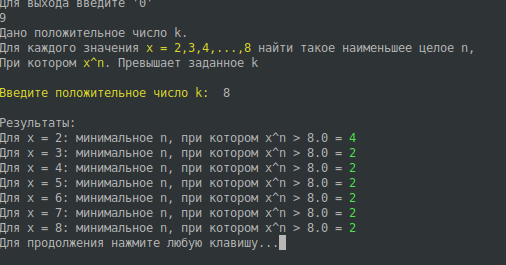 Для выхода введите '0'
9
Дано положительное число k.
Для каждого значения x = 2,3,4,...,8 найти такое наименьшее целое n,
При котором x^n. Превышает заданное k
Введите положительное число k:  8
Результаты:
Для x = 2: минимальное n, при котором x^n > 8.0 = 4
Для x = 3: минимальное n, при котором x^n > 8.0 = 2
Для x = 4: минимальное n, при котором x^n > 8.0 = 2
Для x = 5: минимальное n, при котором x^n > 8.0 = 2
Для x = 6: минимальное n, при котором x^n > 8.0 = 2
Для x = 7: минимальное n, при котором x^n > 8.0 = 2
Для x = 8: минимальное n, при котором x^n > 8.0 = 2
Для продолжения нажмите любую клавишу...